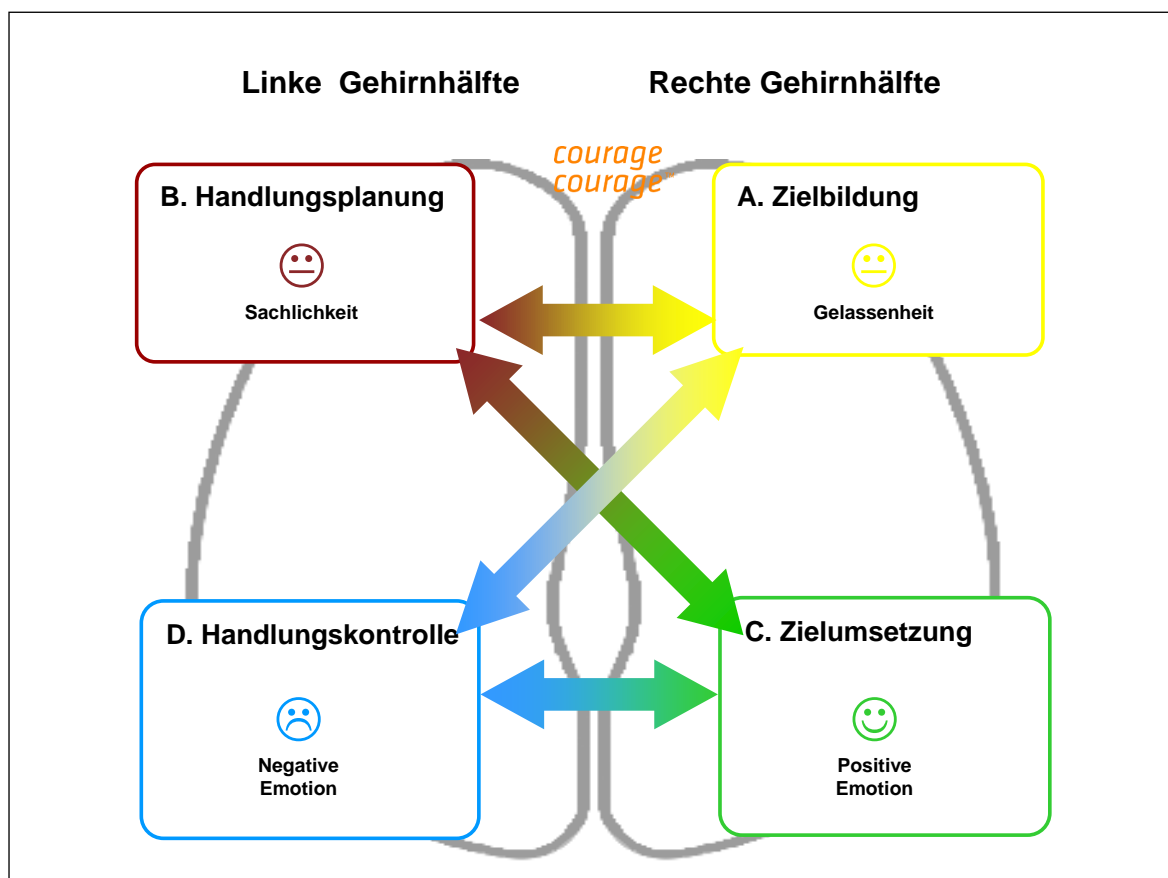 Linke Gehirnhälfte
Rechte Gehirnhälfte
courage
courage
B. Handlungsplanung
Sachlichkeit
A. Zielbildung
Gelassenheit
D. Handlungskontrolle
Negative
Emotion
C. Zielumsetzung
Positive
Emotion